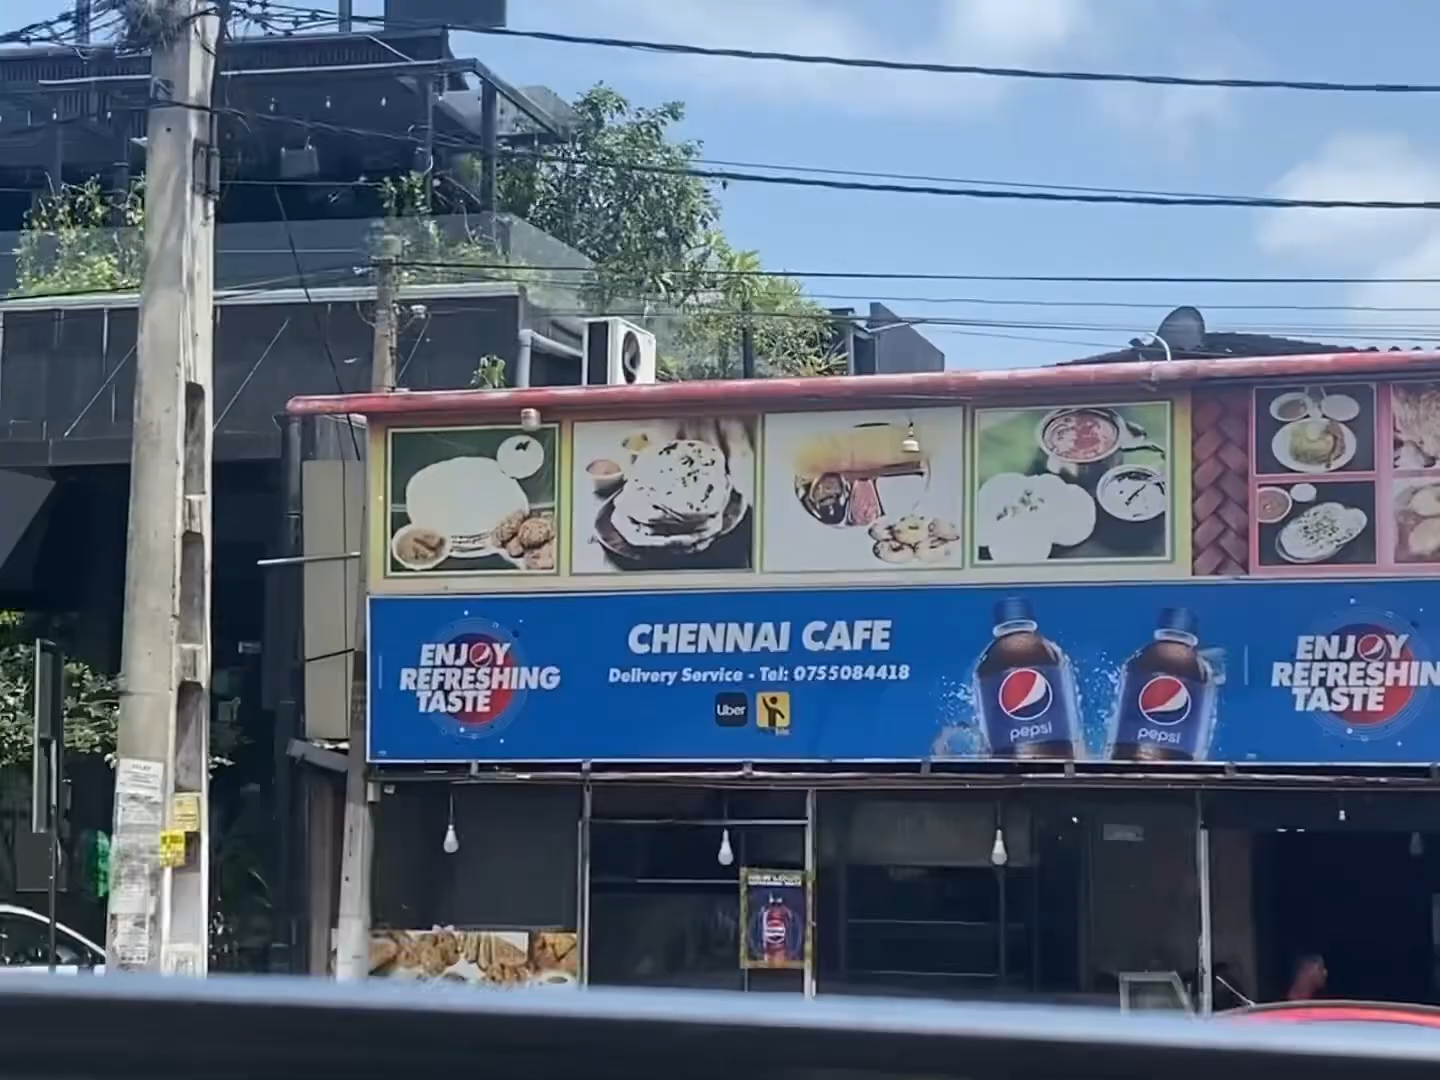 ENJOY
REFRESHING
TASTE
CHENNAI CAFE
Delivery Service - Tel: 0755084418
Uber
pepsi
pepsi
ENJOY
REFRESHIN
TASTE